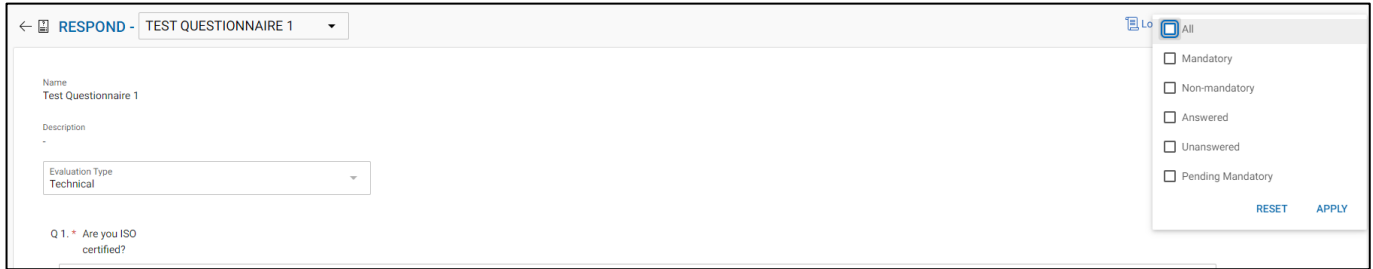 RESPOND - TEST QUESTIONNAIRE 1
Name
Test Questionnaire 1
Description
-
Evaluation Type
Technical
Q 1. * Are you ISO
certified?
All
Mandatory
Non-mandatory
Answered
Unanswered
Pending Mandatory
RESET APPLY